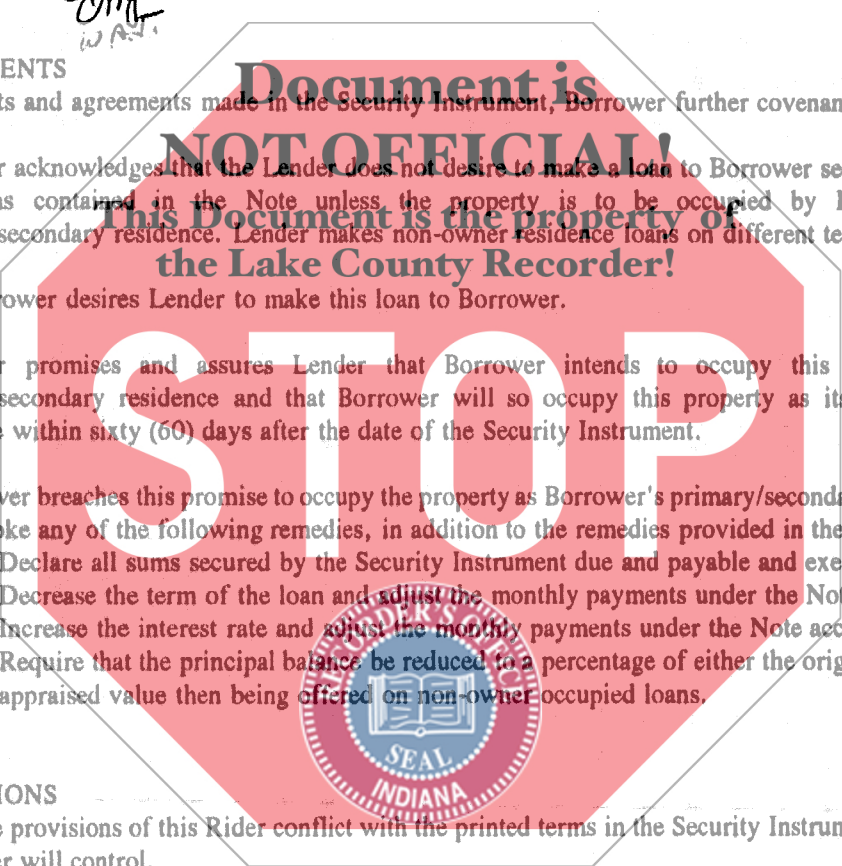 ENTS
Document is
ts and agreements made in the Security Instrument, Borrower further covenan
NOT OFFICIAL!
r acknowledges that the Lender does not desire to make a loan to Borrower se
ns contained in the Note unless the property is to be occupied by
This Document is the property of
secondary residence. Lender makes non-owner residence loans on different te
the Lake County Recorder!
ower desires Lender to make this loan to Borrower.
r promises and assures Lender that Borrower intends to occupy this
secondary residence and that Borrower will so occupy this property as its
e within sixty (60) days after the date of the Security Instrument.
STOP
ver breaches this promise to occupy the property as Borrower's primary/seconda
oke any of the following remedies, in addition to the remedies provided in the
Declare all sums secured by the Security Instrument due and payable and exe
Decrease the term of the loan and adjust the monthly payments under the Not
Increase the interest rate and adjust the monthly payments under the Note acc
Require that the principal balance be reduced to a percentage of either the orig
appraised value then being offered on non-owner occupied loans.
RECORDER'S OFFICE
SEAL
INDIANA
IONS
e provisions of this Rider conflict with the printed terms in the Security Instrum
er will control.